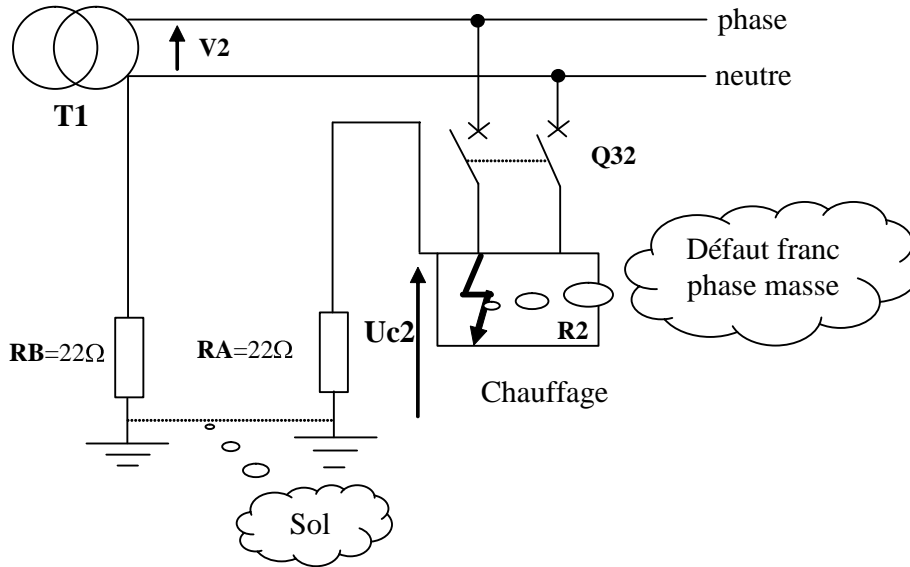 phase
V2
neutre
T1
Q32
Défaut franc
phase masse
Uc2
R2
RB=22Ω
RA=22Ω
Chauffage
Sol